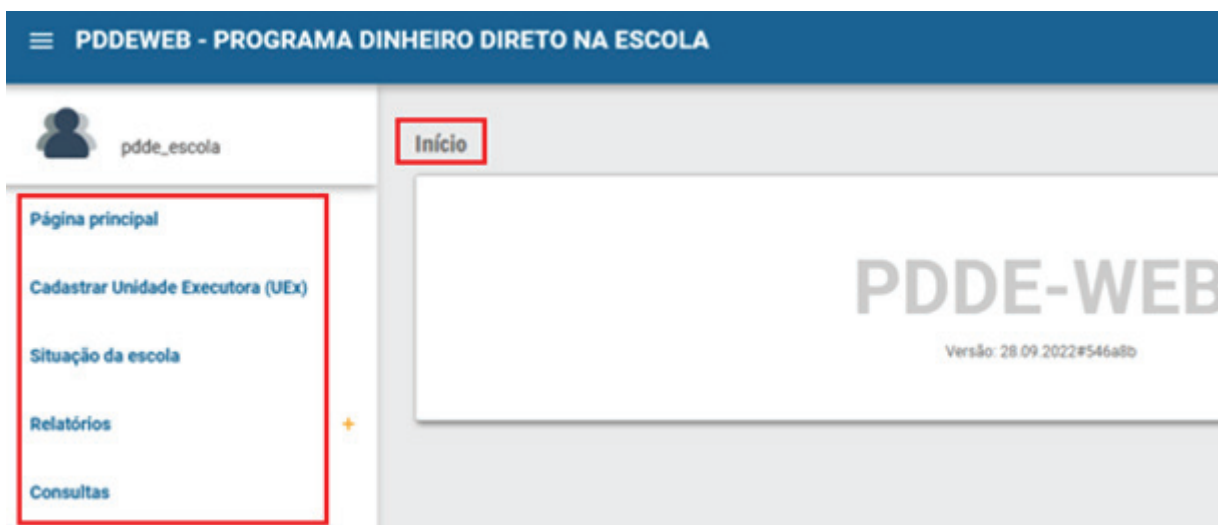 PDDEWEB - PROGRAMA DINHEIRO DIRETO NA ESCOLA
pdde_escola
Página principal
Cadastrar Unidade Executora (UEx)
Situação da escola
Relatórios +
Consultas
Início
PDDE-WEB
Versão: 28.09.2022#546a8b